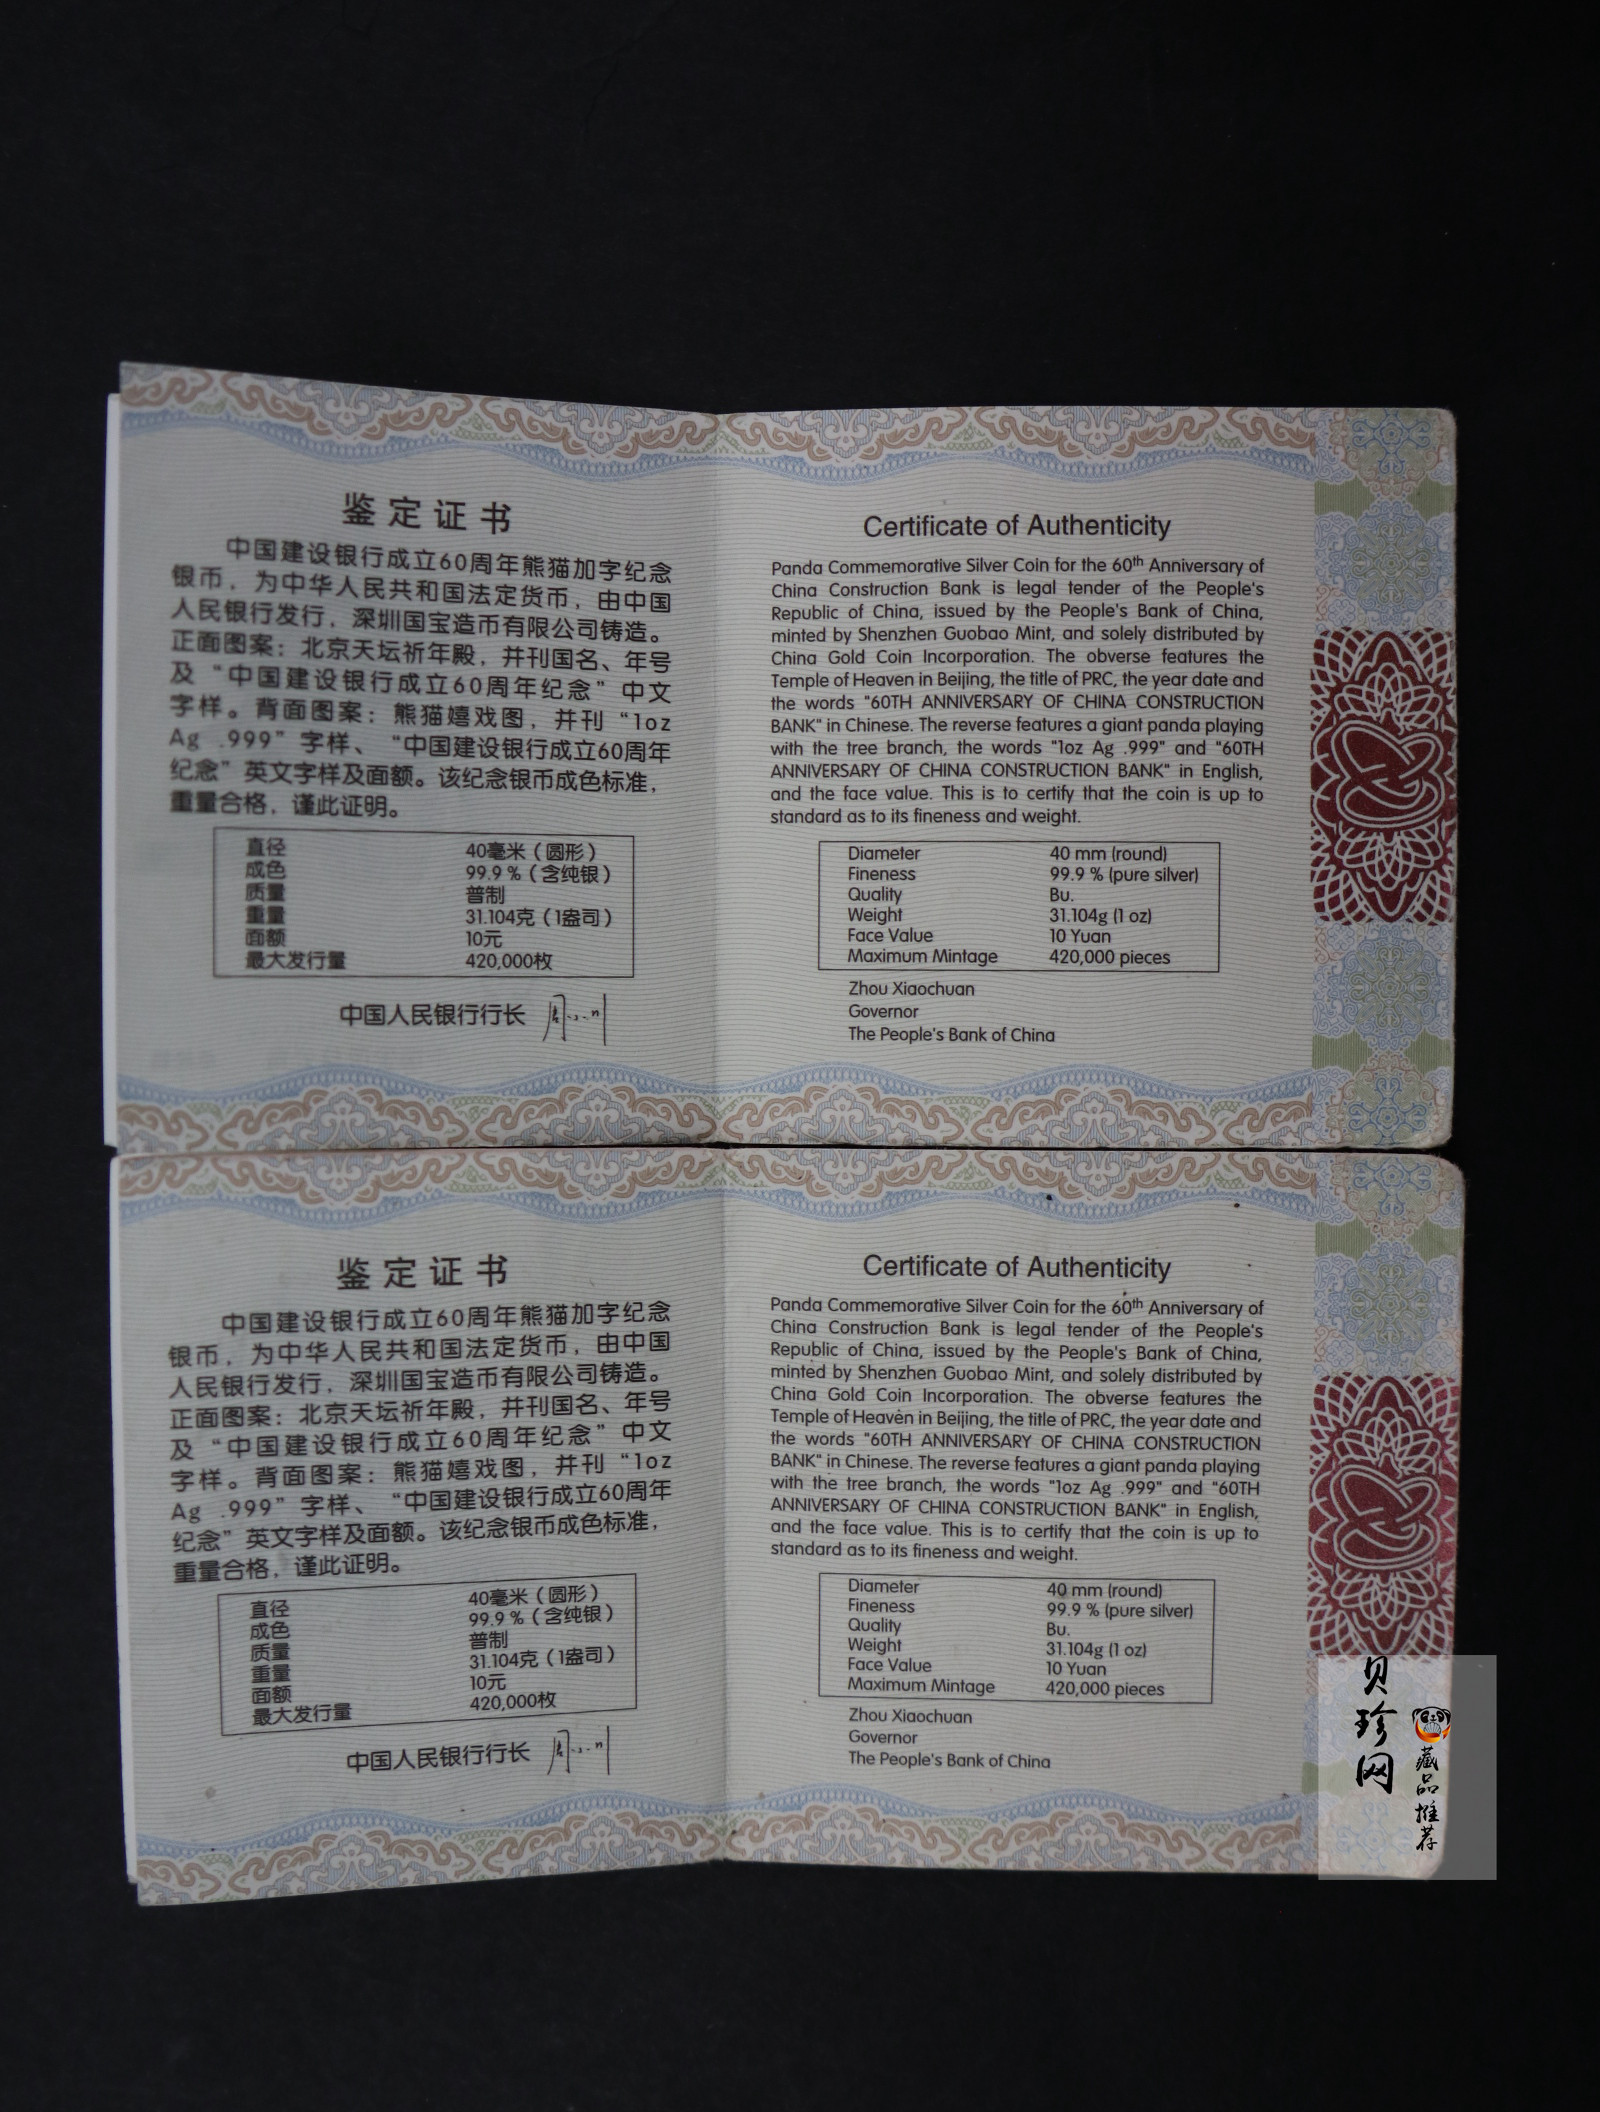 鉴定证书
中国建设银行成立60周年熊猫加字纪念
银币，为中华人民共和国法定货币，由中国
人民银行发行，深圳国宝造币有限公司铸造。
正面图案：北京天坛祈年殿，并刊国名、年号
及“中国建设银行成立60周年纪念”中文
字样。背面图案：熊猫嬉戏图，并刊“1oz
Ag .999”字样、“中国建设银行成立60周年
纪念”英文字样及面额。该纪念银币成色标准，
重量合格，谨此证明。
直径 40毫米（圆形）
成色 99.9 %（含纯银）
质量 普制
重量 31.104克（1盎司）
面额 10元
最大发行量 420,000枚
中国人民银行行长
Certificate of Authenticity
Panda Commemorative Silver Coin for the 60th Anniversary of
China Construction Bank is legal tender of the People's
Republic of China, issued by the People's Bank of China,
minted by Shenzhen Guobao Mint, and solely distributed by
China Gold Coin Incorporation. The obverse features the
Temple of Heaven in Beijing, the title of PRC, the year date and
the words "60TH ANNIVERSARY OF CHINA CONSTRUCTION
BANK" in Chinese. The reverse features a giant panda playing
with the tree branch, the words "1oz Ag .999" and "60TH
ANNIVERSARY OF CHINA CONSTRUCTION BANK" in English,
and the face value. This is to certify that the coin is up to
standard as to its fineness and weight.
Diameter 40 mm (round)
Fineness 99.9 % (pure silver)
Quality Bu.
Weight 31.104g (1 oz)
Face Value 10 Yuan
Maximum Mintage 420,000 pieces
Zhou Xiaochuan
Governor
The People's Bank of China
鉴定证书
中国建设银行成立60周年熊猫加字纪念
银币，为中华人民共和国法定货币，由中国
人民银行发行，深圳国宝造币有限公司铸造。
正面图案：北京天坛祈年殿，并刊国名、年号
及“中国建设银行成立60周年纪念”中文
字样。背面图案：熊猫嬉戏图，并刊“1oz
Ag .999”字样、“中国建设银行成立60周年
纪念”英文字样及面额。该纪念银币成色标准，
重量合格，谨此证明。
直径 40毫米（圆形）
成色 99.9 %（含纯银）
质量 普制
重量 31.104克（1盎司）
面额 10元
最大发行量 420,000枚
中国人民银行行长
Certificate of Authenticity
Panda Commemorative Silver Coin for the 60th Anniversary of
China Construction Bank is legal tender of the People's
Republic of China, issued by the People's Bank of China,
minted by Shenzhen Guobao Mint, and solely distributed by
China Gold Coin Incorporation. The obverse features the
Temple of Heaven in Beijing, the title of PRC, the year date and
the words "60TH ANNIVERSARY OF CHINA CONSTRUCTION
BANK" in Chinese. The reverse features a giant panda playing
with the tree branch, the words "1oz Ag .999" and "60TH
ANNIVERSARY OF CHINA CONSTRUCTION BANK" in English,
and the face value. This is to certify that the coin is up to
standard as to its fineness and weight.
Diameter 40 mm (round)
Fineness 99.9 % (pure silver)
Quality Bu.
Weight 31.104g (1 oz)
Face Value 10 Yuan
Maximum Mintage 420,000 pieces
Zhou Xiaochuan
Governor
The People's Bank of China
贝珍网
藏品推荐